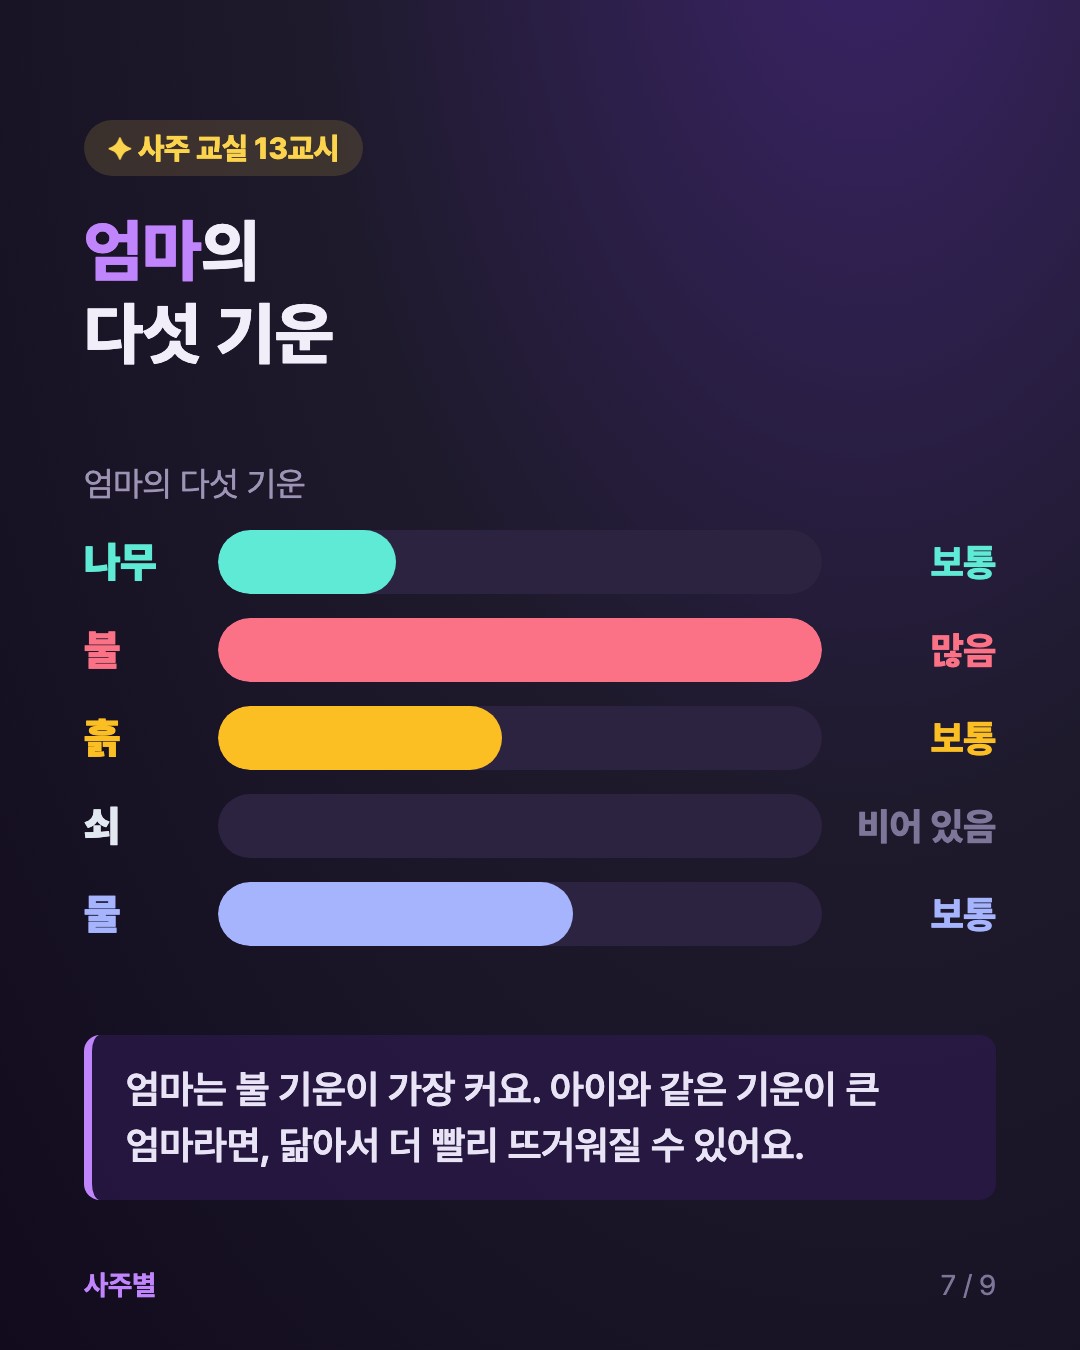 ✦ 사주 교실 13교시
엄마의
다섯 기운
엄마의 다섯 기운
나무 보통
불 많음
흙 보통
쇠 비어 있음
물 보통
엄마는 불 기운이 가장 커요. 아이와 같은 기운이 큰
엄마라면, 닮아서 더 빨리 뜨거워질 수 있어요.
사주별 7 / 9